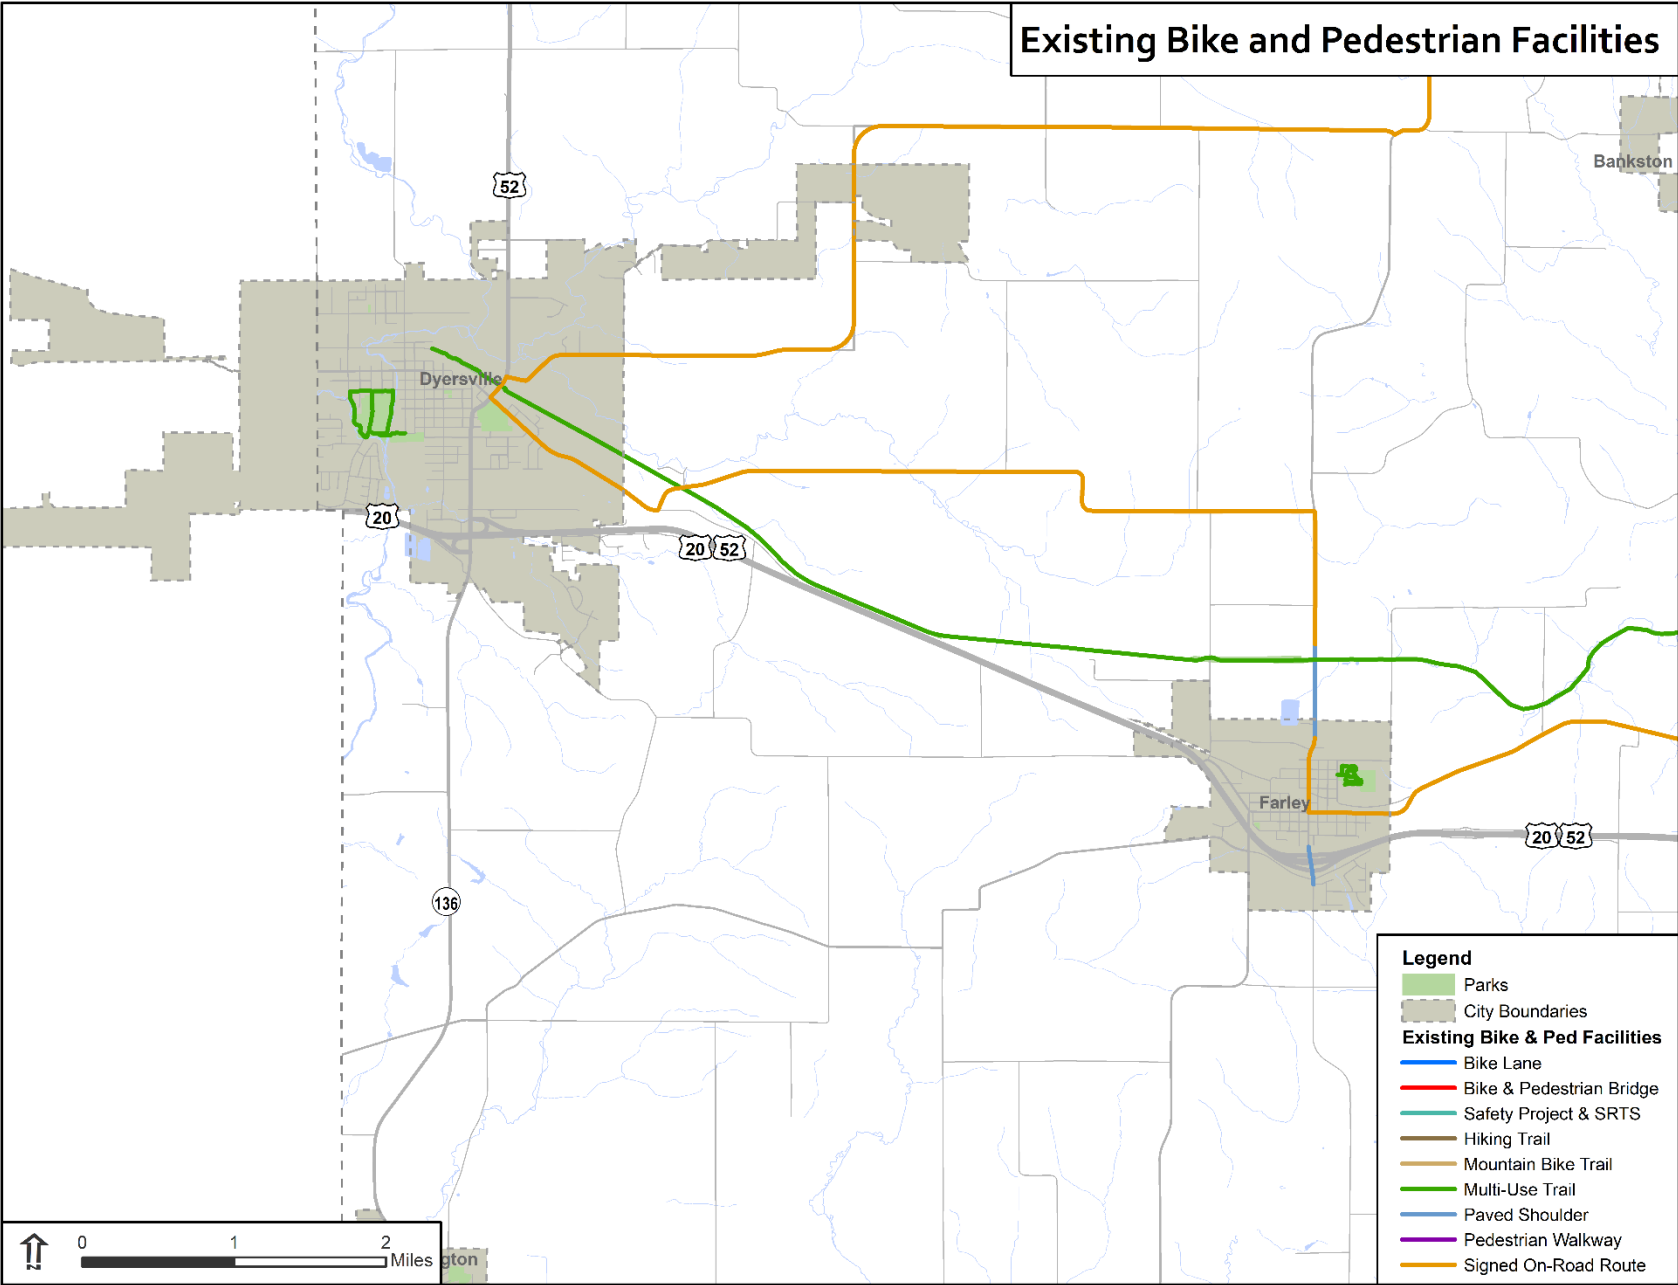 Existing Bike and Pedestrian Facilities
Bankston
52
Dyersville
20
20 52
Farley
20 52
136
Legend
Parks
City Boundaries
Existing Bike & Ped Facilities
Bike Lane
Bike & Pedestrian Bridge
Safety Project & SRTS
Hiking Trail
Mountain Bike Trail
Multi-Use Trail
Paved Shoulder
Pedestrian Walkway
Signed On-Road Route
N
0 1 2
Miles
gton